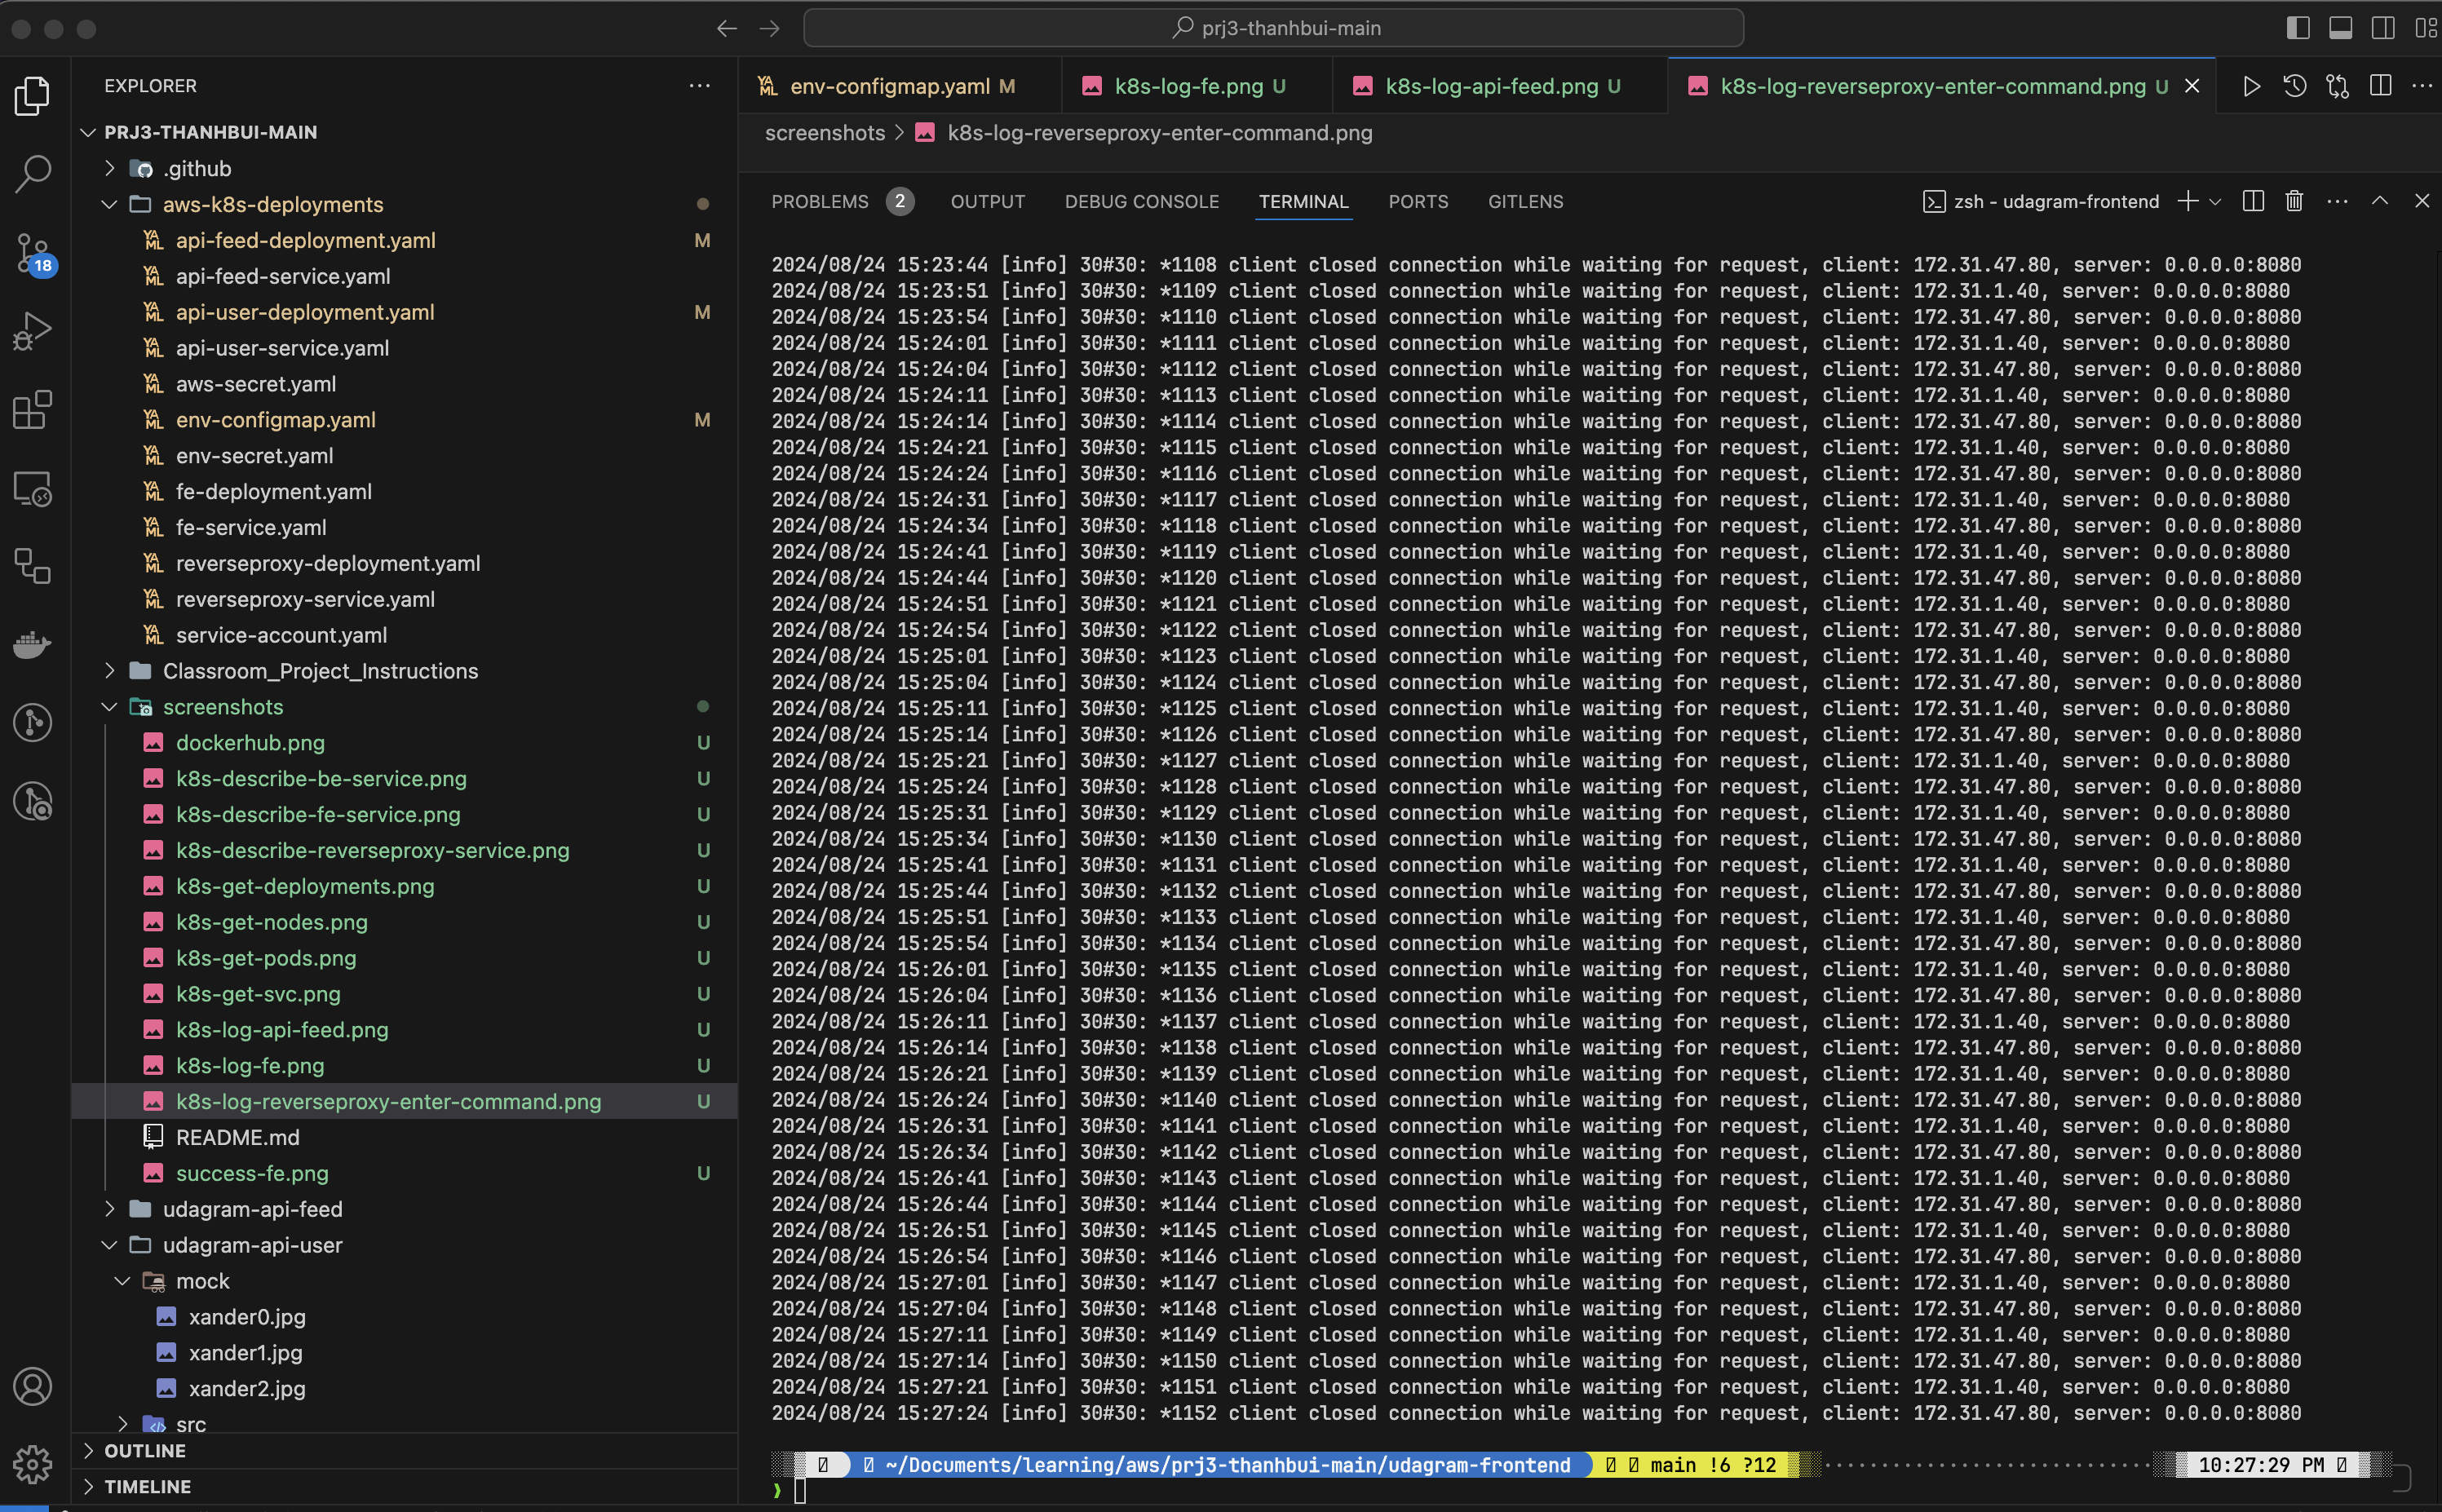 prj3-thanhbui-main
EXPLORER
PRJ3-THANHBUI-MAIN
.github
aws-k8s-deployments
api-feed-deployment.yaml M
api-feed-service.yaml
api-user-deployment.yaml M
api-user-service.yaml
aws-secret.yaml
env-configmap.yaml M
env-secret.yaml
fe-deployment.yaml
fe-service.yaml
reverseproxy-deployment.yaml
reverseproxy-service.yaml
service-account.yaml
Classroom_Project_Instructions
screenshots
dockerhub.png U
k8s-describe-be-service.png U
k8s-describe-fe-service.png U
k8s-describe-reverseproxy-service.png U
k8s-get-deployments.png U
k8s-get-nodes.png U
k8s-get-pods.png U
k8s-get-svc.png U
k8s-log-api-feed.png U
k8s-log-fe.png U
k8s-log-reverseproxy-enter-command.png U
README.md
success-fe.png U
udagram-api-feed
udagram-api-user
mock
xander0.jpg
xander1.jpg
xander2.jpg
src
OUTLINE
TIMELINE
18
env-configmap.yaml M k8s-log-fe.png U k8s-log-api-feed.png U k8s-log-reverseproxy-enter-command.png U
screenshots > k8s-log-reverseproxy-enter-command.png
PROBLEMS 2 OUTPUT DEBUG CONSOLE TERMINAL PORTS GITLENS zsh - udagram-frontend
2024/08/24 15:23:44 [info] 30#30: *1108 client closed connection while waiting for request, client: 172.31.47.80, server: 0.0.0.0:8080
2024/08/24 15:23:51 [info] 30#30: *1109 client closed connection while waiting for request, client: 172.31.1.40, server: 0.0.0.0:8080
2024/08/24 15:23:54 [info] 30#30: *1110 client closed connection while waiting for request, client: 172.31.47.80, server: 0.0.0.0:8080
2024/08/24 15:24:01 [info] 30#30: *1111 client closed connection while waiting for request, client: 172.31.1.40, server: 0.0.0.0:8080
2024/08/24 15:24:04 [info] 30#30: *1112 client closed connection while waiting for request, client: 172.31.47.80, server: 0.0.0.0:8080
2024/08/24 15:24:11 [info] 30#30: *1113 client closed connection while waiting for request, client: 172.31.1.40, server: 0.0.0.0:8080
2024/08/24 15:24:14 [info] 30#30: *1114 client closed connection while waiting for request, client: 172.31.47.80, server: 0.0.0.0:8080
2024/08/24 15:24:21 [info] 30#30: *1115 client closed connection while waiting for request, client: 172.31.1.40, server: 0.0.0.0:8080
2024/08/24 15:24:24 [info] 30#30: *1116 client closed connection while waiting for request, client: 172.31.47.80, server: 0.0.0.0:8080
2024/08/24 15:24:31 [info] 30#30: *1117 client closed connection while waiting for request, client: 172.31.1.40, server: 0.0.0.0:8080
2024/08/24 15:24:34 [info] 30#30: *1118 client closed connection while waiting for request, client: 172.31.47.80, server: 0.0.0.0:8080
2024/08/24 15:24:41 [info] 30#30: *1119 client closed connection while waiting for request, client: 172.31.1.40, server: 0.0.0.0:8080
2024/08/24 15:24:44 [info] 30#30: *1120 client closed connection while waiting for request, client: 172.31.47.80, server: 0.0.0.0:8080
2024/08/24 15:24:51 [info] 30#30: *1121 client closed connection while waiting for request, client: 172.31.1.40, server: 0.0.0.0:8080
2024/08/24 15:24:54 [info] 30#30: *1122 client closed connection while waiting for request, client: 172.31.47.80, server: 0.0.0.0:8080
2024/08/24 15:25:01 [info] 30#30: *1123 client closed connection while waiting for request, client: 172.31.1.40, server: 0.0.0.0:8080
2024/08/24 15:25:04 [info] 30#30: *1124 client closed connection while waiting for request, client: 172.31.47.80, server: 0.0.0.0:8080
2024/08/24 15:25:11 [info] 30#30: *1125 client closed connection while waiting for request, client: 172.31.1.40, server: 0.0.0.0:8080
2024/08/24 15:25:14 [info] 30#30: *1126 client closed connection while waiting for request, client: 172.31.47.80, server: 0.0.0.0:8080
2024/08/24 15:25:21 [info] 30#30: *1127 client closed connection while waiting for request, client: 172.31.1.40, server: 0.0.0.0:8080
2024/08/24 15:25:24 [info] 30#30: *1128 client closed connection while waiting for request, client: 172.31.47.80, server: 0.0.0.0:8080
2024/08/24 15:25:31 [info] 30#30: *1129 client closed connection while waiting for request, client: 172.31.1.40, server: 0.0.0.0:8080
2024/08/24 15:25:34 [info] 30#30: *1130 client closed connection while waiting for request, client: 172.31.47.80, server: 0.0.0.0:8080
2024/08/24 15:25:41 [info] 30#30: *1131 client closed connection while waiting for request, client: 172.31.1.40, server: 0.0.0.0:8080
2024/08/24 15:25:44 [info] 30#30: *1132 client closed connection while waiting for request, client: 172.31.47.80, server: 0.0.0.0:8080
2024/08/24 15:25:51 [info] 30#30: *1133 client closed connection while waiting for request, client: 172.31.1.40, server: 0.0.0.0:8080
2024/08/24 15:25:54 [info] 30#30: *1134 client closed connection while waiting for request, client: 172.31.47.80, server: 0.0.0.0:8080
2024/08/24 15:26:01 [info] 30#30: *1135 client closed connection while waiting for request, client: 172.31.1.40, server: 0.0.0.0:8080
2024/08/24 15:26:04 [info] 30#30: *1136 client closed connection while waiting for request, client: 172.31.47.80, server: 0.0.0.0:8080
2024/08/24 15:26:11 [info] 30#30: *1137 client closed connection while waiting for request, client: 172.31.1.40, server: 0.0.0.0:8080
2024/08/24 15:26:14 [info] 30#30: *1138 client closed connection while waiting for request, client: 172.31.47.80, server: 0.0.0.0:8080
2024/08/24 15:26:21 [info] 30#30: *1139 client closed connection while waiting for request, client: 172.31.1.40, server: 0.0.0.0:8080
2024/08/24 15:26:24 [info] 30#30: *1140 client closed connection while waiting for request, client: 172.31.47.80, server: 0.0.0.0:8080
2024/08/24 15:26:31 [info] 30#30: *1141 client closed connection while waiting for request, client: 172.31.1.40, server: 0.0.0.0:8080
2024/08/24 15:26:34 [info] 30#30: *1142 client closed connection while waiting for request, client: 172.31.47.80, server: 0.0.0.0:8080
2024/08/24 15:26:41 [info] 30#30: *1143 client closed connection while waiting for request, client: 172.31.1.40, server: 0.0.0.0:8080
2024/08/24 15:26:44 [info] 30#30: *1144 client closed connection while waiting for request, client: 172.31.47.80, server: 0.0.0.0:8080
2024/08/24 15:26:51 [info] 30#30: *1145 client closed connection while waiting for request, client: 172.31.1.40, server: 0.0.0.0:8080
2024/08/24 15:26:54 [info] 30#30: *1146 client closed connection while waiting for request, client: 172.31.47.80, server: 0.0.0.0:8080
2024/08/24 15:27:01 [info] 30#30: *1147 client closed connection while waiting for request, client: 172.31.1.40, server: 0.0.0.0:8080
2024/08/24 15:27:04 [info] 30#30: *1148 client closed connection while waiting for request, client: 172.31.47.80, server: 0.0.0.0:8080
2024/08/24 15:27:11 [info] 30#30: *1149 client closed connection while waiting for request, client: 172.31.1.40, server: 0.0.0.0:8080
2024/08/24 15:27:14 [info] 30#30: *1150 client closed connection while waiting for request, client: 172.31.47.80, server: 0.0.0.0:8080
2024/08/24 15:27:21 [info] 30#30: *1151 client closed connection while waiting for request, client: 172.31.1.40, server: 0.0.0.0:8080
2024/08/24 15:27:24 [info] 30#30: *1152 client closed connection while waiting for request, client: 172.31.47.80, server: 0.0.0.0:8080
~/Documents/learning/aws/prj3-thanhbui-main/udagram-frontend main !6 ?12 10:27:29 PM
❯